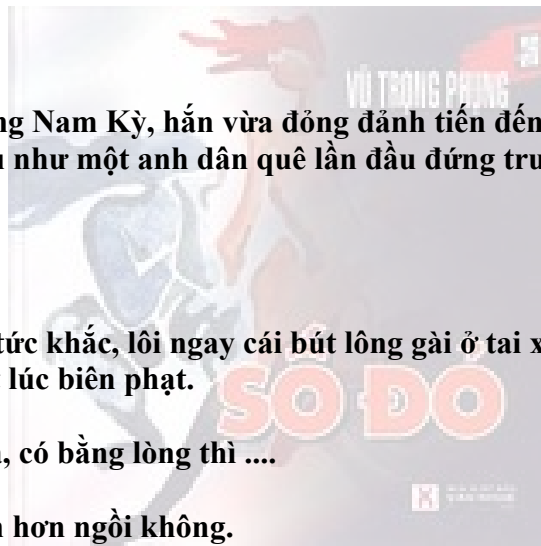 VŨ TRỌNG PHỤNG
ng Nam Kỳ, hắn vừa đỏng đảnh tiến đến
như một anh dân quê lần đầu đứng trư
tức khắc, lôi ngay cái bút lông gài ở tai x
lúc biên phạt.
SỐ ĐỎ
, có bằng lòng thì ....
hơn ngồi không.